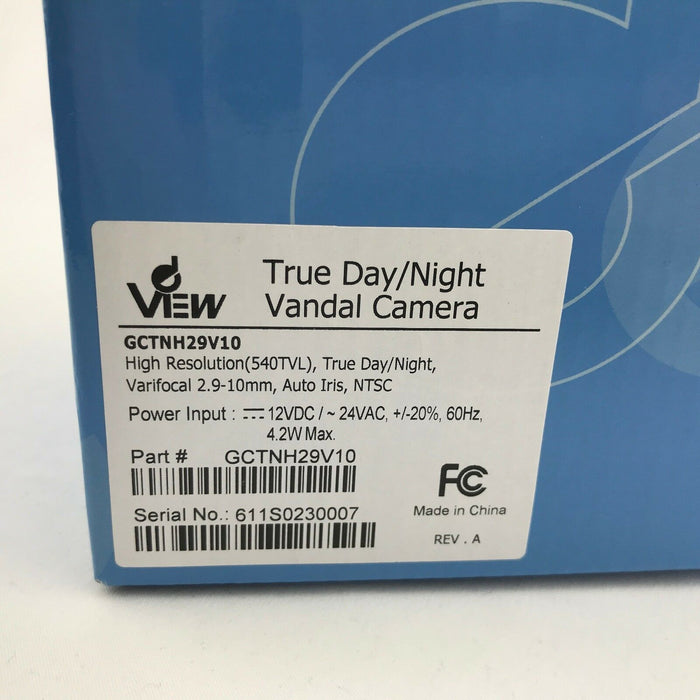 dVIEW
True Day/Night
Vandal Camera
GCTNH29V10
High Resolution(540TVL), True Day/Night,
Varifocal 2.9-10mm, Auto Iris, NTSC
Power Input : ⎓ 12VDC / ~ 24VAC, +/-20%, 60Hz,
4.2W Max.
Part # GCTNH29V10
Serial No.: 611S0230007
FC
Made in China
REV . A